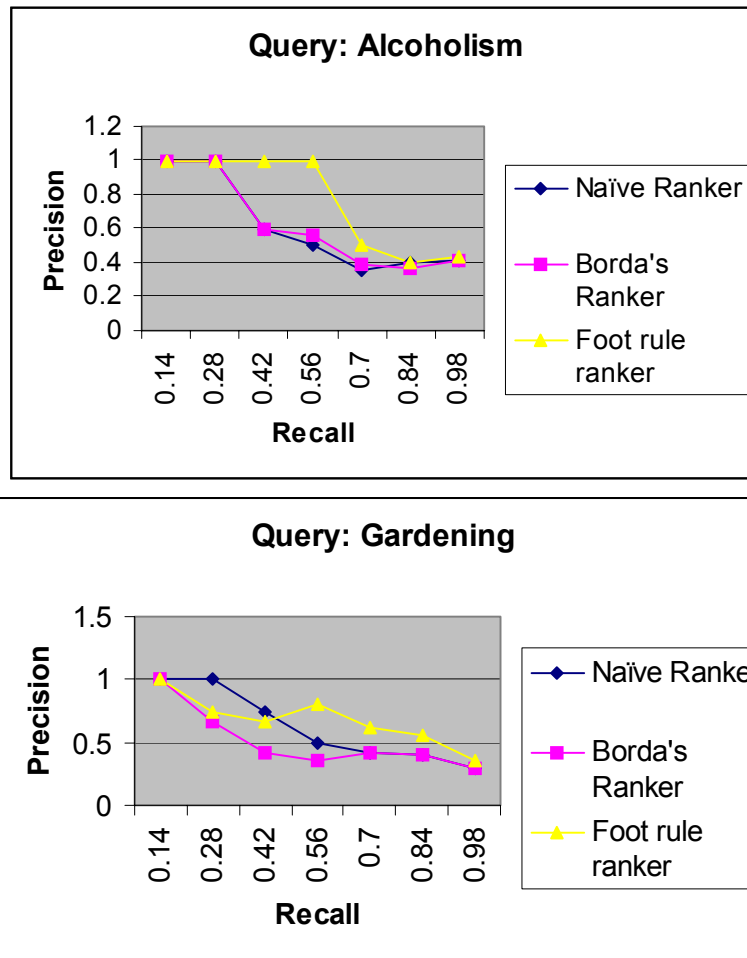 Query: Alcoholism
1.2
1
0.8
0.6
0.4
0.2
0
Precision
0.14
0.28
0.42
0.56
0.7
0.84
0.98
Recall
Naïve Ranker
Borda's
Ranker
Foot rule
ranker
Query: Gardening
1.5
1
0.5
0
Precision
0.14
0.28
0.42
0.56
0.7
0.84
0.98
Recall
Naïve Ranke
Borda's
Ranker
Foot rule
ranker